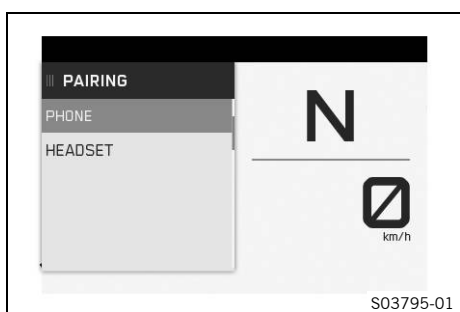 PAIRING
PHONE
HEADSET
N
0
km/h
S03795-01